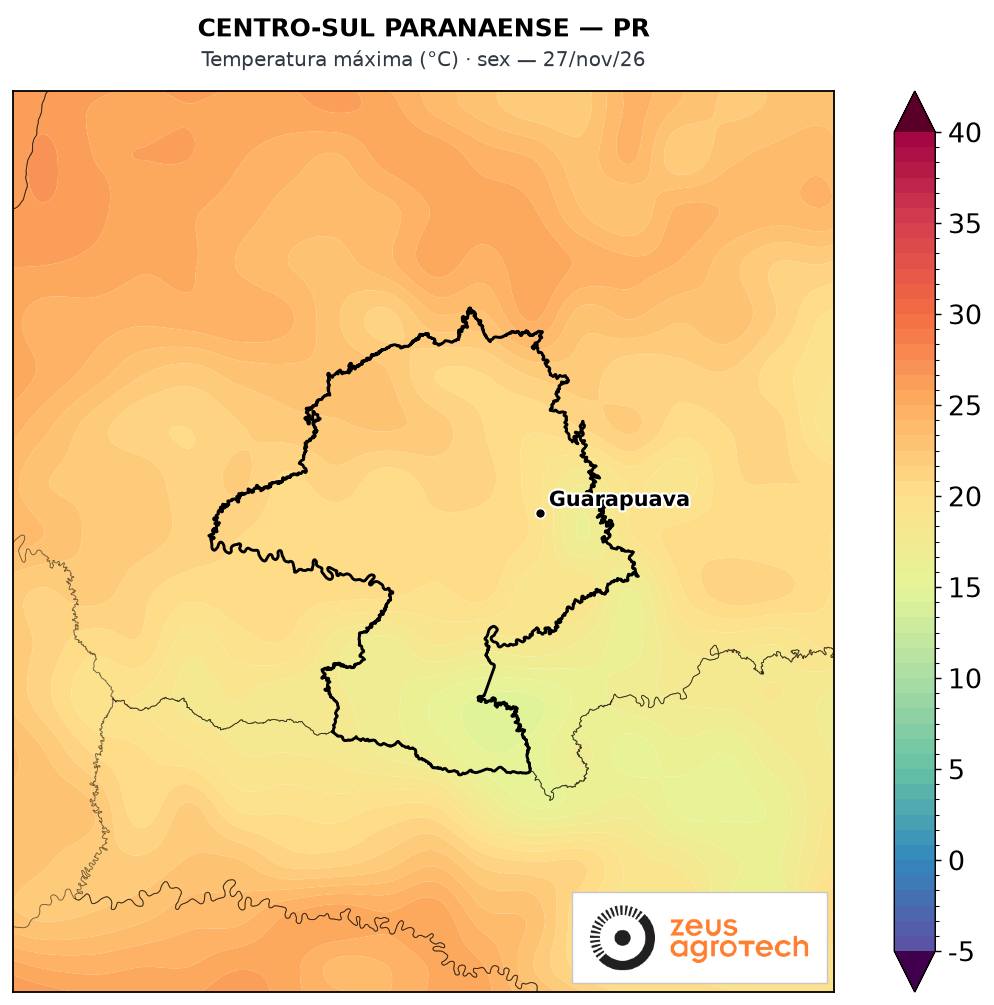 CENTRO-SUL PARANAENSE — PR
Temperatura máxima (°C) · sex — 27/nov/26
40
35
30
25
20
15
10
5
0
-5
Guarapuava
zeus
agrotech